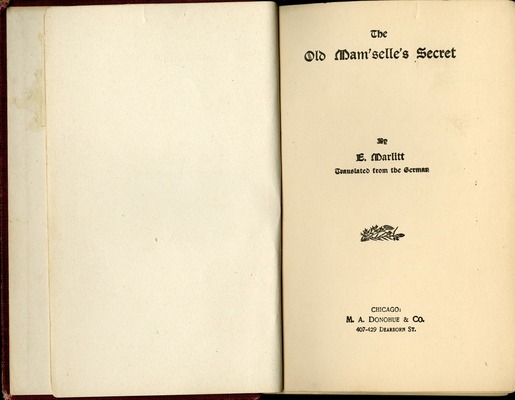 The
Old Mam'selle's Secret
By
E. Marlitt
Translated from the German
CHICAGO:
M. A. DONOHUE & CO.
407-429 DEARBORN ST.